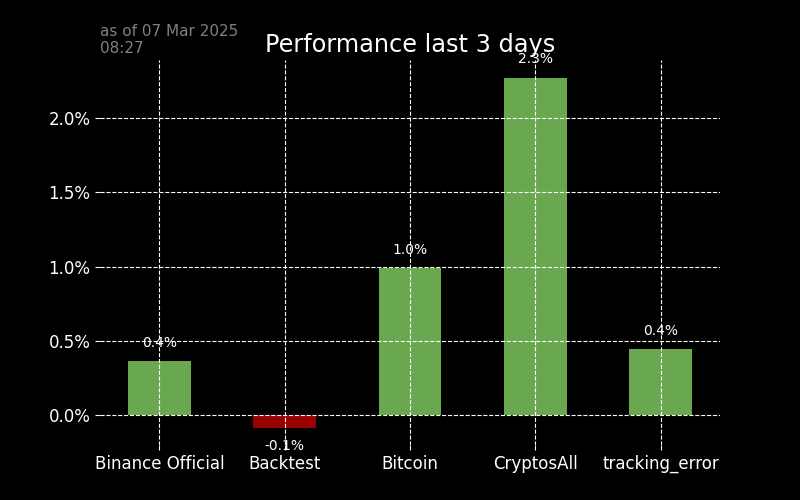 as of 07 Mar 2025
08:27
Performance last 3 days
2.3%
2.0%
1.5%
1.0%
1.0%
0.5%
0.4%
0.4%
0.0%
-0.1%
Binance Official
Backtest
Bitcoin
CryptosAll
tracking_error